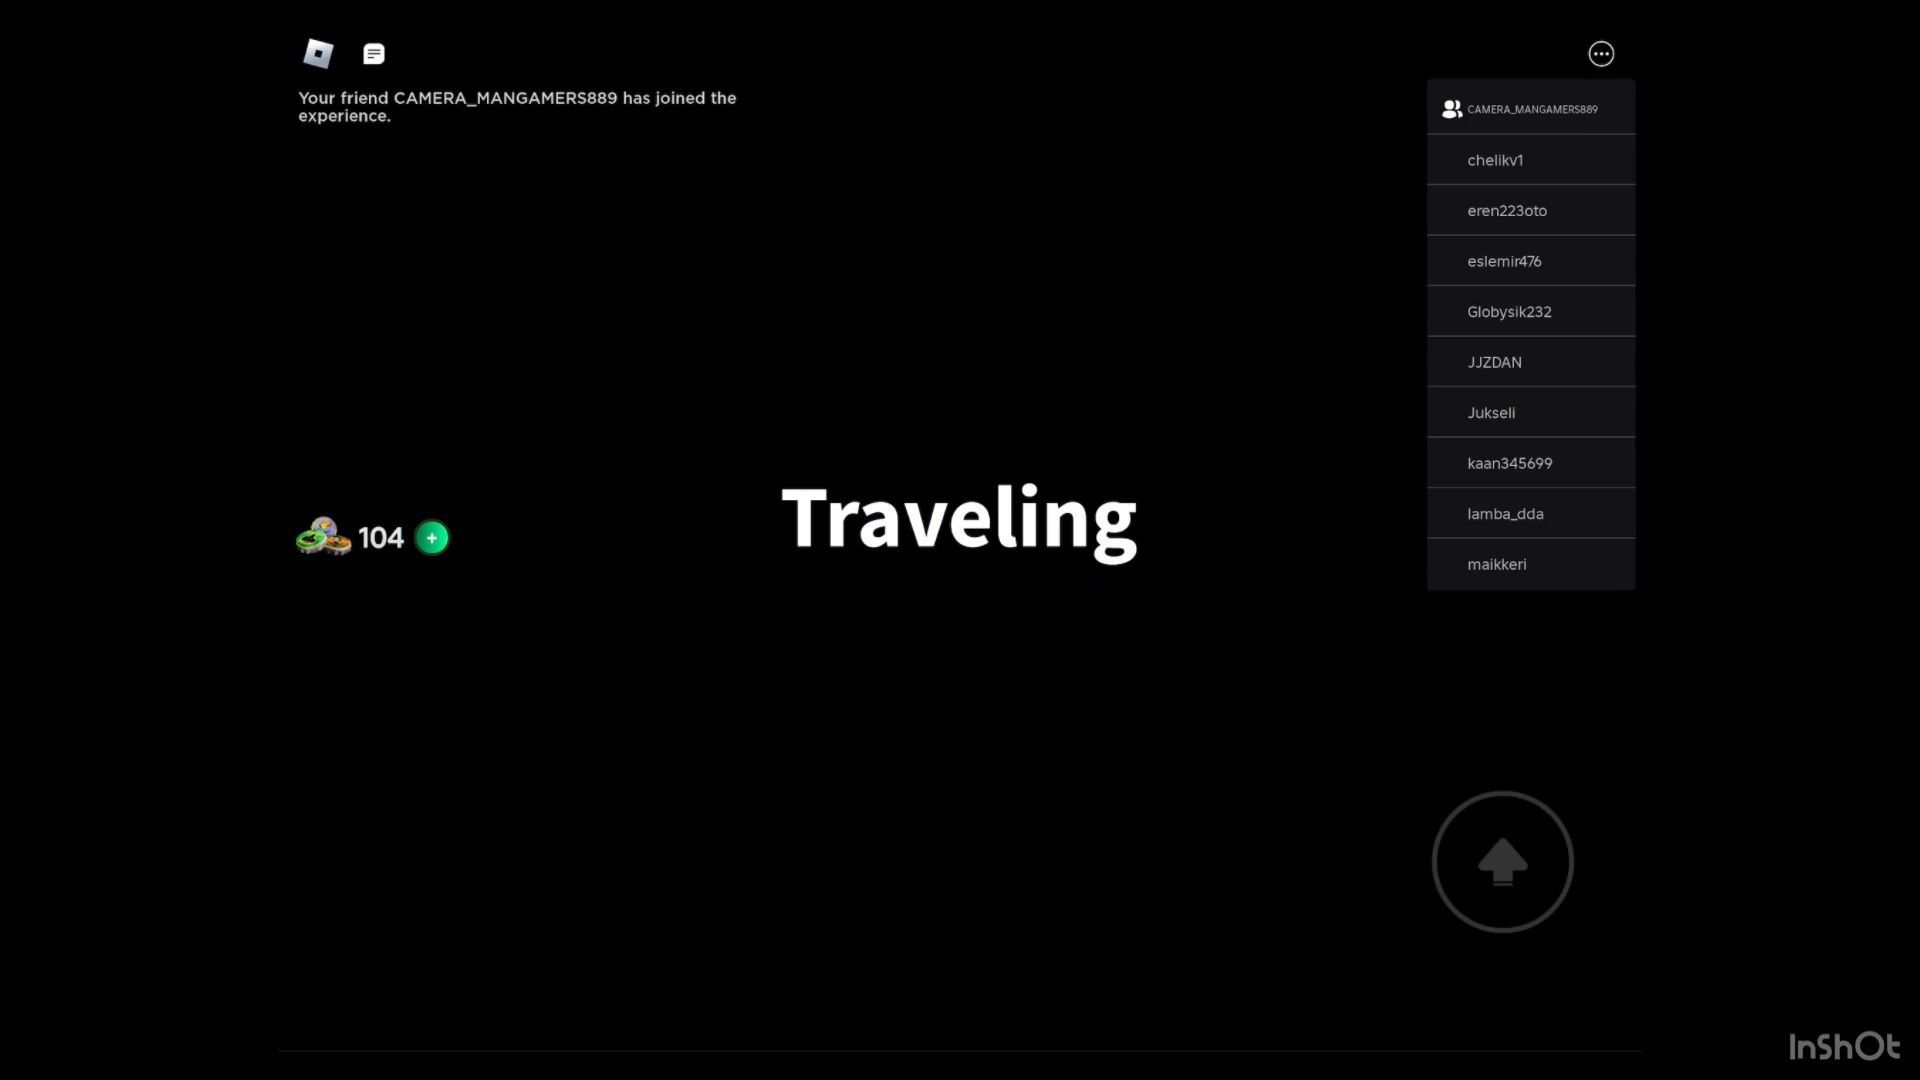 Your friend CAMERA_MANGAMERS889 has joined the
experience.
CAMERA_MANGAMERS889
chelikv1
eren223oto
eslemir476
Globysik232
JJZDAN
Jukseli
kaan345699
lamba_dda
maikkeri
104
Traveling
InShOt